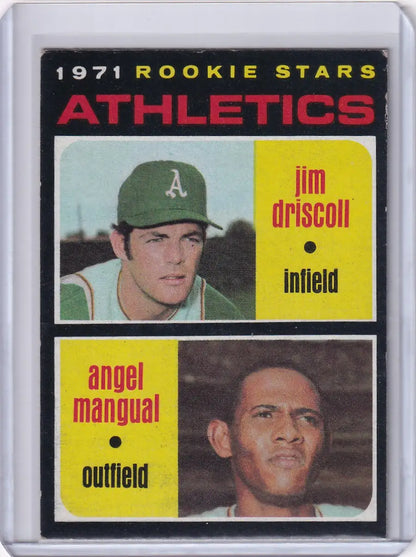 1971 ROOKIE STARS
ATHLETICS
A
jim
driscoll
infield
angel
mangual
outfield